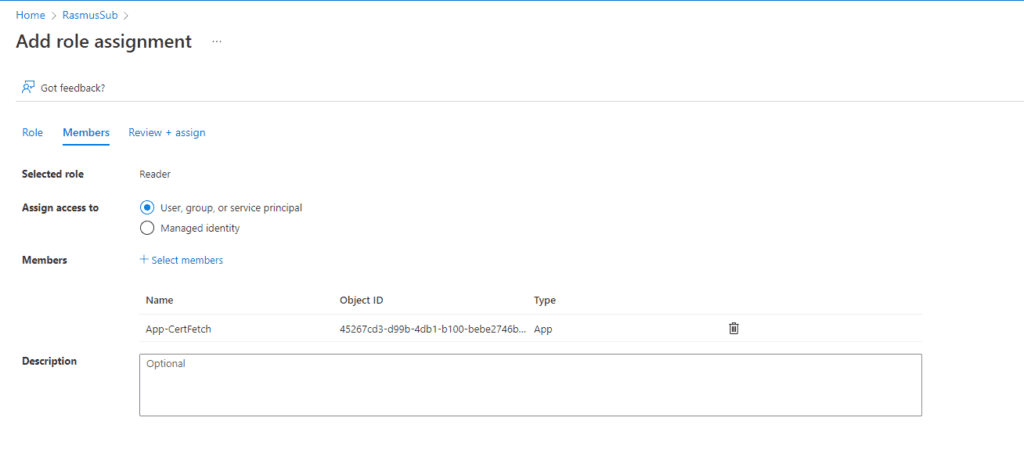 Home > RasmusSub >
Add role assignment ...
Got feedback?
Role Members Review + assign
Selected role Reader
Assign access to User, group, or service principal
Managed identity
Members + Select members
Name Object ID Type
App-CertFetch 45267cd3-d99b-4db1-b100-bebe2746b... App
Description Optional